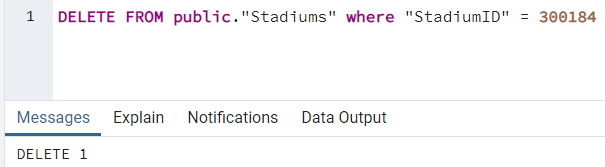 1 DELETE FROM public."Stadiums" where "StadiumID" = 300184
Messages Explain Notifications Data Output
DELETE 1